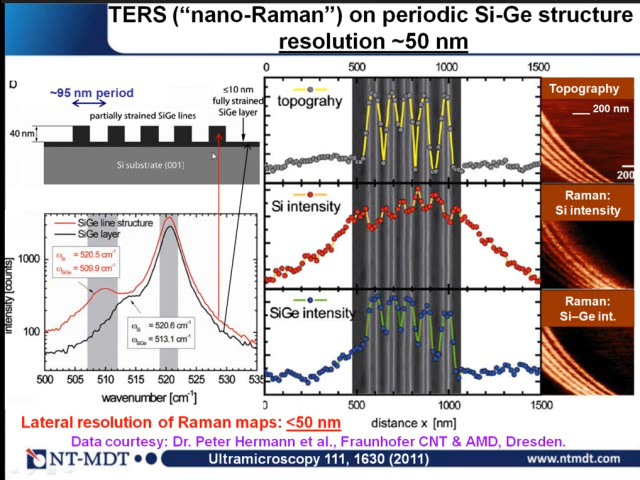 TERS ("nano-Raman") on periodic Si-Ge structure
resolution ~50 nm
b
~95 nm period
≤10 nm
fully strained
SiGe layer
partially strained SiGe lines
40 nm
Si substrate (001)
0 500 1000 1500
topograhy
Si intensity
SiGe intensity
0 500 1000 1500
distance x [nm]
Topography
200 nm
200
Raman:
Si intensity
Raman:
Si–Ge int.
SiGe line structure
SiGe layer
ωSi = 520.5 cm-1
ωSiGe = 509.9 cm-1
ωSi = 520.6 cm-1
ωSiGe = 513.1 cm-1
1000
100
intensity [counts]
500 505 510 515 520 525 530 535
wavenumber [cm-1]
Lateral resolution of Raman maps: <50 nm
Data courtesy: Dr. Peter Hermann et al., Fraunhofer CNT & AMD, Dresden.
NT-MDT
Ultramicroscopy 111, 1630 (2011)
www.ntmdt.com